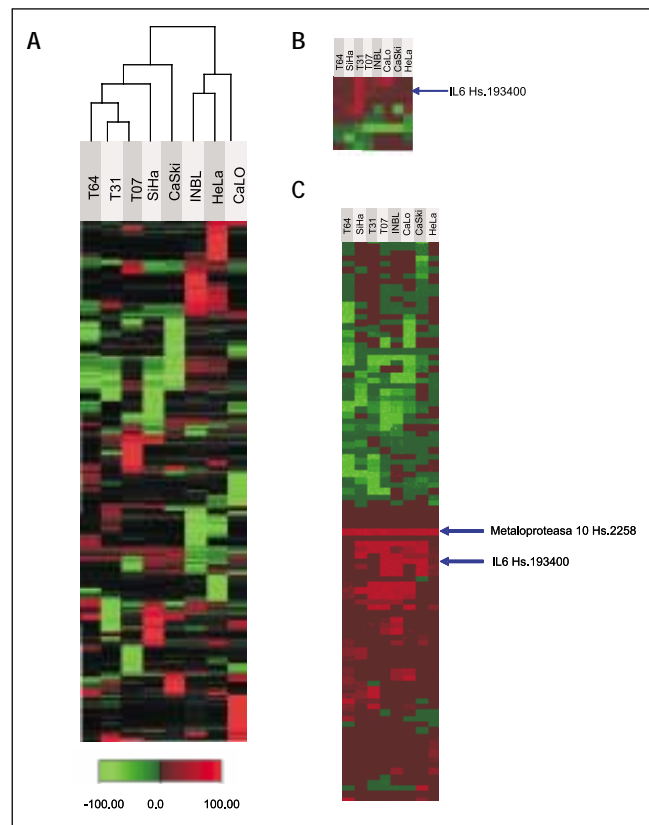 A
T64 T31 T07 SiHa CaSki INBL HeLa CaLO
-100.00 0.0 100.00
B
T64 SiHa T31 T07 INBL CaLo CaSki HeLa
IL6 Hs.193400
C
T64 SiHa T31 T07 INBL CaLo CaSki HeLa
Metaloproteasa 10 Hs.2258
IL6 Hs.193400